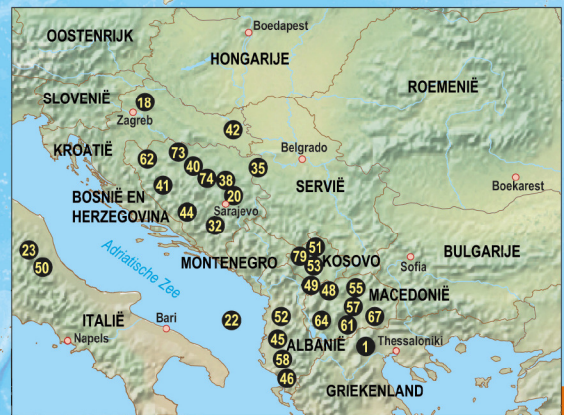 Boedapest
OOSTENRIJK
HONGARIJE
ROEMENIË
SLOVENIË
18
Zagreb
42
KROATIË
73
Belgrado
62
40
35
74
38
SERVIË
Boekarest
41
20
BOSNIË EN
HERZEGOVINA
44
Sarajevo
32
23
Adriatische Zee
51
BULGARIJE
MONTENEGRO
79
KOSOVO
Sofia
50
53
49
48
55
MACEDONIË
57
ITALIË
Bari
22
52
64
61
67
Napels
45
ALBANIË
1
Thessaloniki
58
46
GRIEKENLAND